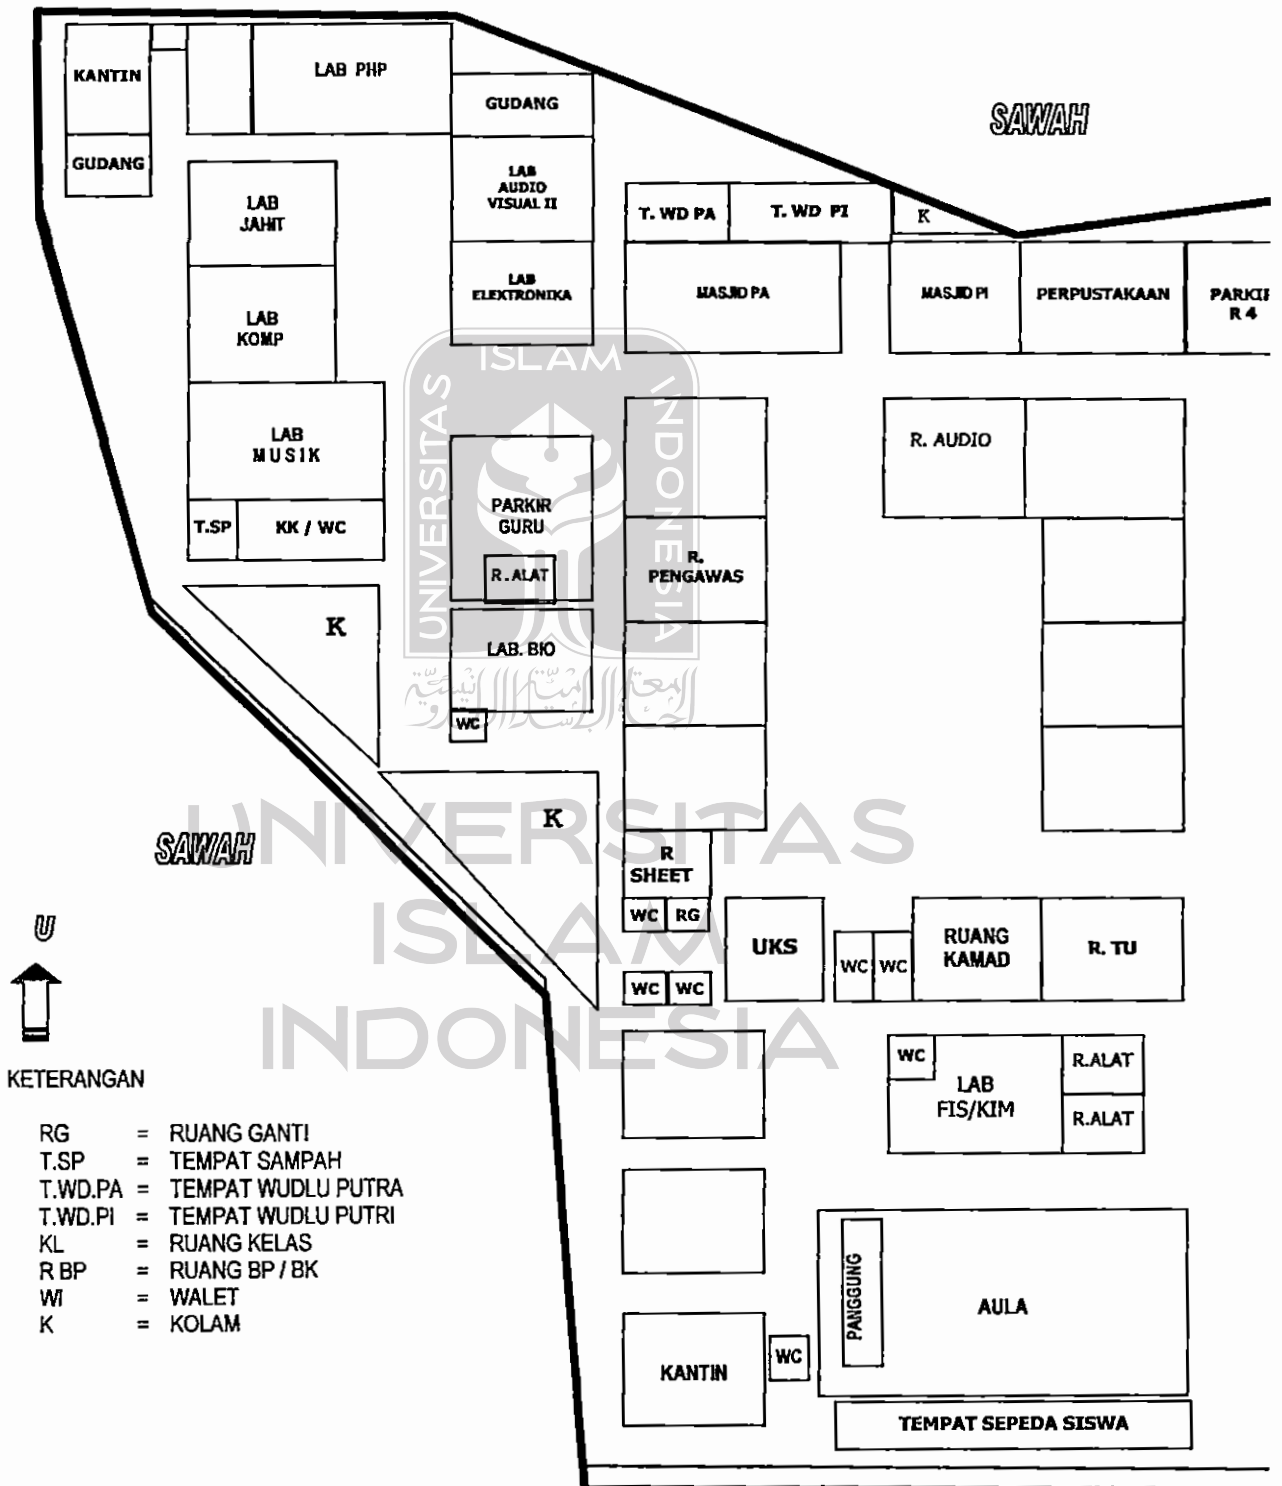 KANTIN
LAB PHP
GUDANG
SAWAH
GUDANG
LAB
AUDIO
VISUAL II
LAB
JAHIT
T. WD PA
T. WD PI
K
LAB
ELEKTRONIKA
MASJID PA
MASJID PI
PERPUSTAKAAN
PARKIR
R 4
LAB
KOMP
ISLAM
UNIVERSITAS
INDONESIA
LAB
MUSIK
R. AUDIO
PARKIR
GURU
T.SP
KK / WC
R.ALAT
R.
PENGAWAS
K
LAB. BIO
WC
K
SAWAH
UNIVERSITAS
ISLAM
INDONESIA
R
SHEET
WC
RG
UKS
WC
WC
RUANG
KAMAD
R. TU
WC
WC
U
WC
LAB
FIS/KIM
R.ALAT
R.ALAT
KETERANGAN
RG = RUANG GANTI
T.SP = TEMPAT SAMPAH
T.WD.PA = TEMPAT WUDLU PUTRA
T.WD.PI = TEMPAT WUDLU PUTRI
KL = RUANG KELAS
R BP = RUANG BP / BK
WI = WALET
K = KOLAM
PANGGUNG
AULA
KANTIN
WC
TEMPAT SEPEDA SISWA